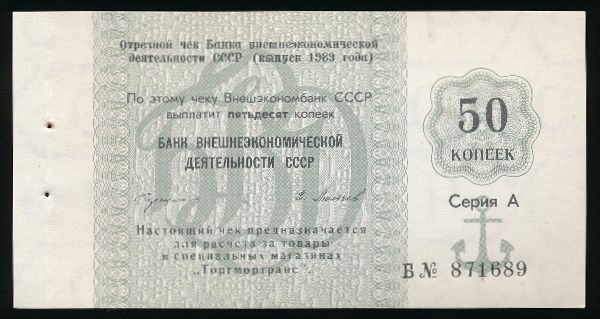 Отрезной чек Банка внешнеэкономической
деятельности СССР (выпуск 1989 года)
По этому чеку Внешэкономбанк СССР
выплатит пятьдесят копеек
БАНК ВНЕШНЕЭКОНОМИЧЕСКОЙ
ДЕЯТЕЛЬНОСТИ СССР
Настоящий чек предназначается
для расчета за товары
в специальных магазинах
„Торгмортранс"
50
КОПЕЕК
Серия А
Б № 871689